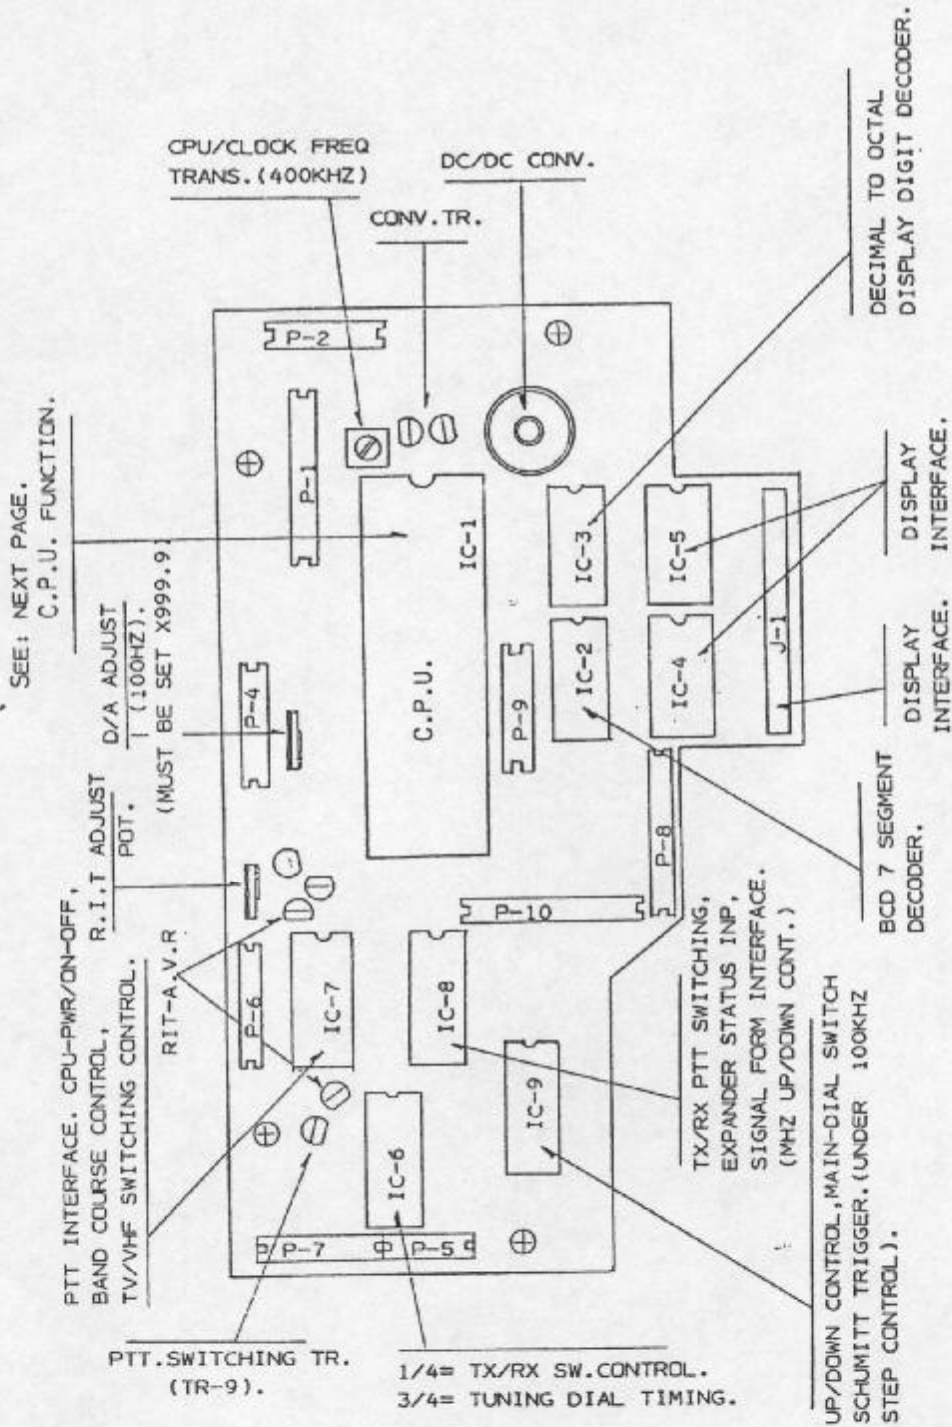 SEE: NEXT PAGE.
C.P.U. FUNCTION.
CPU/CLOCK FREQ
TRANS.(400KHZ)
CONV.TR.
DC/DC CONV.
D/A ADJUST
(100HZ).
(MUST BE SET X999.9)
R.I.T ADJUST
POT.
RIT-A.V.R
PTT INTERFACE. CPU-PWR/ON-OFF,
BAND COURSE CONTROL,
TV/VHF SWITCHING CONTROL.
PTT.SWITCHING TR.
(TR-9).
1/4= TX/RX SW.CONTROL.
3/4= TUNING DIAL TIMING.
P-7
P-5
P-6
P-4
P-1
P-2
IC-6
IC-7
IC-8
IC-9
C.P.U.
IC-1
P-10
P-9
P-8
IC-2
IC-3
IC-4
IC-5
J-1
UP/DOWN CONTROL,MAIN-DIAL SWITCH
SCHUMITT TRIGGER.(UNDER 100KHZ
STEP CONTROL).
TX/RX PTT SWITCHING,
EXPANDER STATUS INP,
SIGNAL FORM INTERFACE.
(MHZ UP/DOWN CONT.)
BCD 7 SEGMENT
DECODER.
DISPLAY
INTERFACE.
DISPLAY
INTERFACE.
DECIMAL TO OCTAL
DISPLAY DIGIT DECODER.